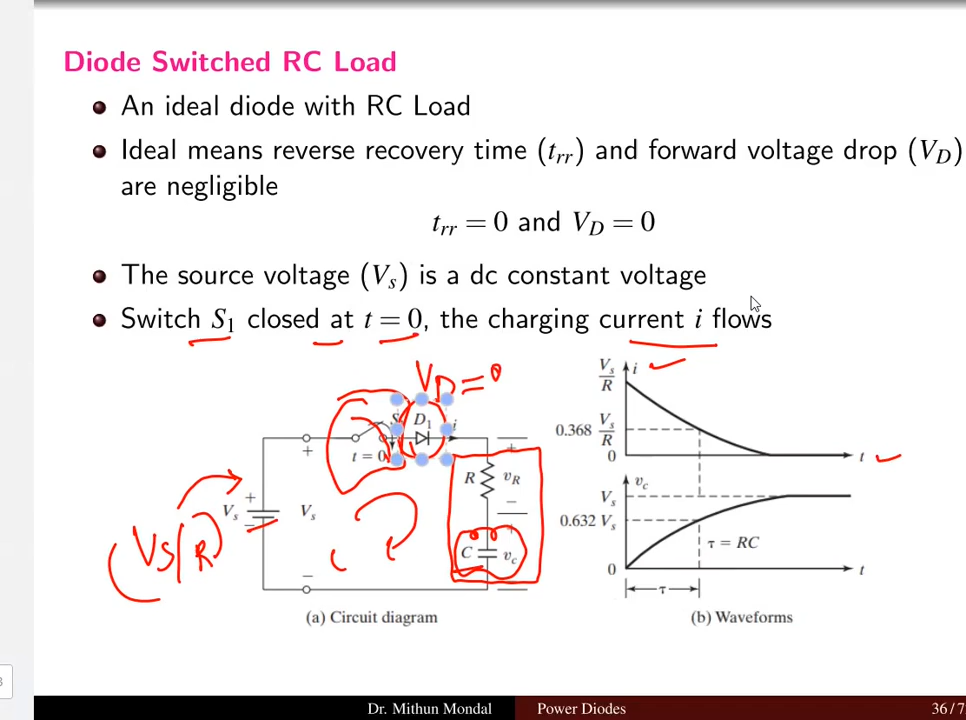 Diode Switched RC Load
An ideal diode with RC Load
Ideal means reverse recovery time (t_rr) and forward voltage drop (V_D)
are negligible
t_rr = 0 and V_D = 0
The source voltage (V_s) is a dc constant voltage
Switch S_1 closed at t = 0, the charging current i flows
V_D = 0
D_1
i
t = 0
+
+
R
v_R
−
+
V_s
−
V_s
Vs/R
+
C
v_c
−
−
(a) Circuit diagram
V_s/R
i
0.368 V_s/R
0
t
v_c
V_s
0.632 V_s
τ = RC
0
t
τ
(b) Waveforms
Dr. Mithun Mondal
Power Diodes
36/7